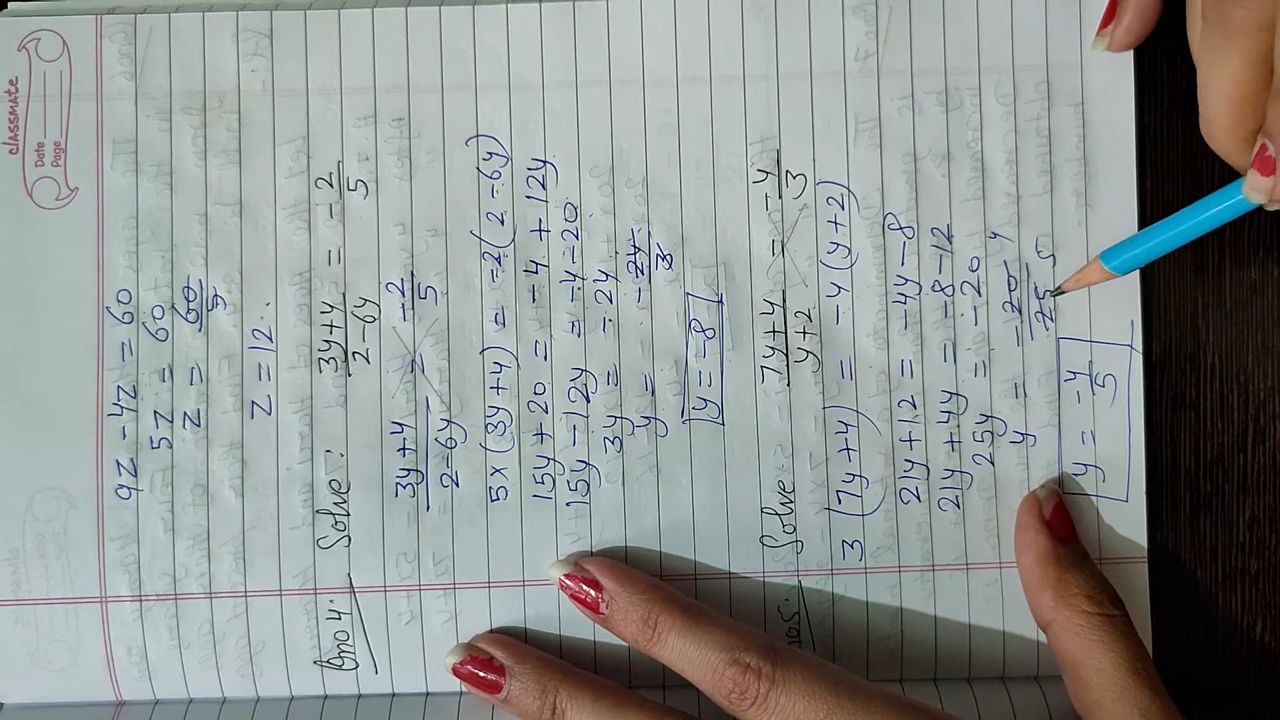 classmate
Date
Page
9z - 4z = 60
5z = 60
z = 60/5
z = 12.
Qno 4. Solve: (3y+4)/(2-6y) = -2/5
(3y+4)/(2-6y) = -2/5
5×(3y+4) = -2(2-6y)
15y+20 = -4+12y
15y-12y = -4-20
3y = -24
y = -24/3
y = -8
no5. Solve: (7y+4)/(y+2) = -4/3
3(7y+4) = -4(y+2)
21y+12 = -4y-8
21y+4y = -8-12
25y = -20
y = -20/25 4 5
y = -4/5